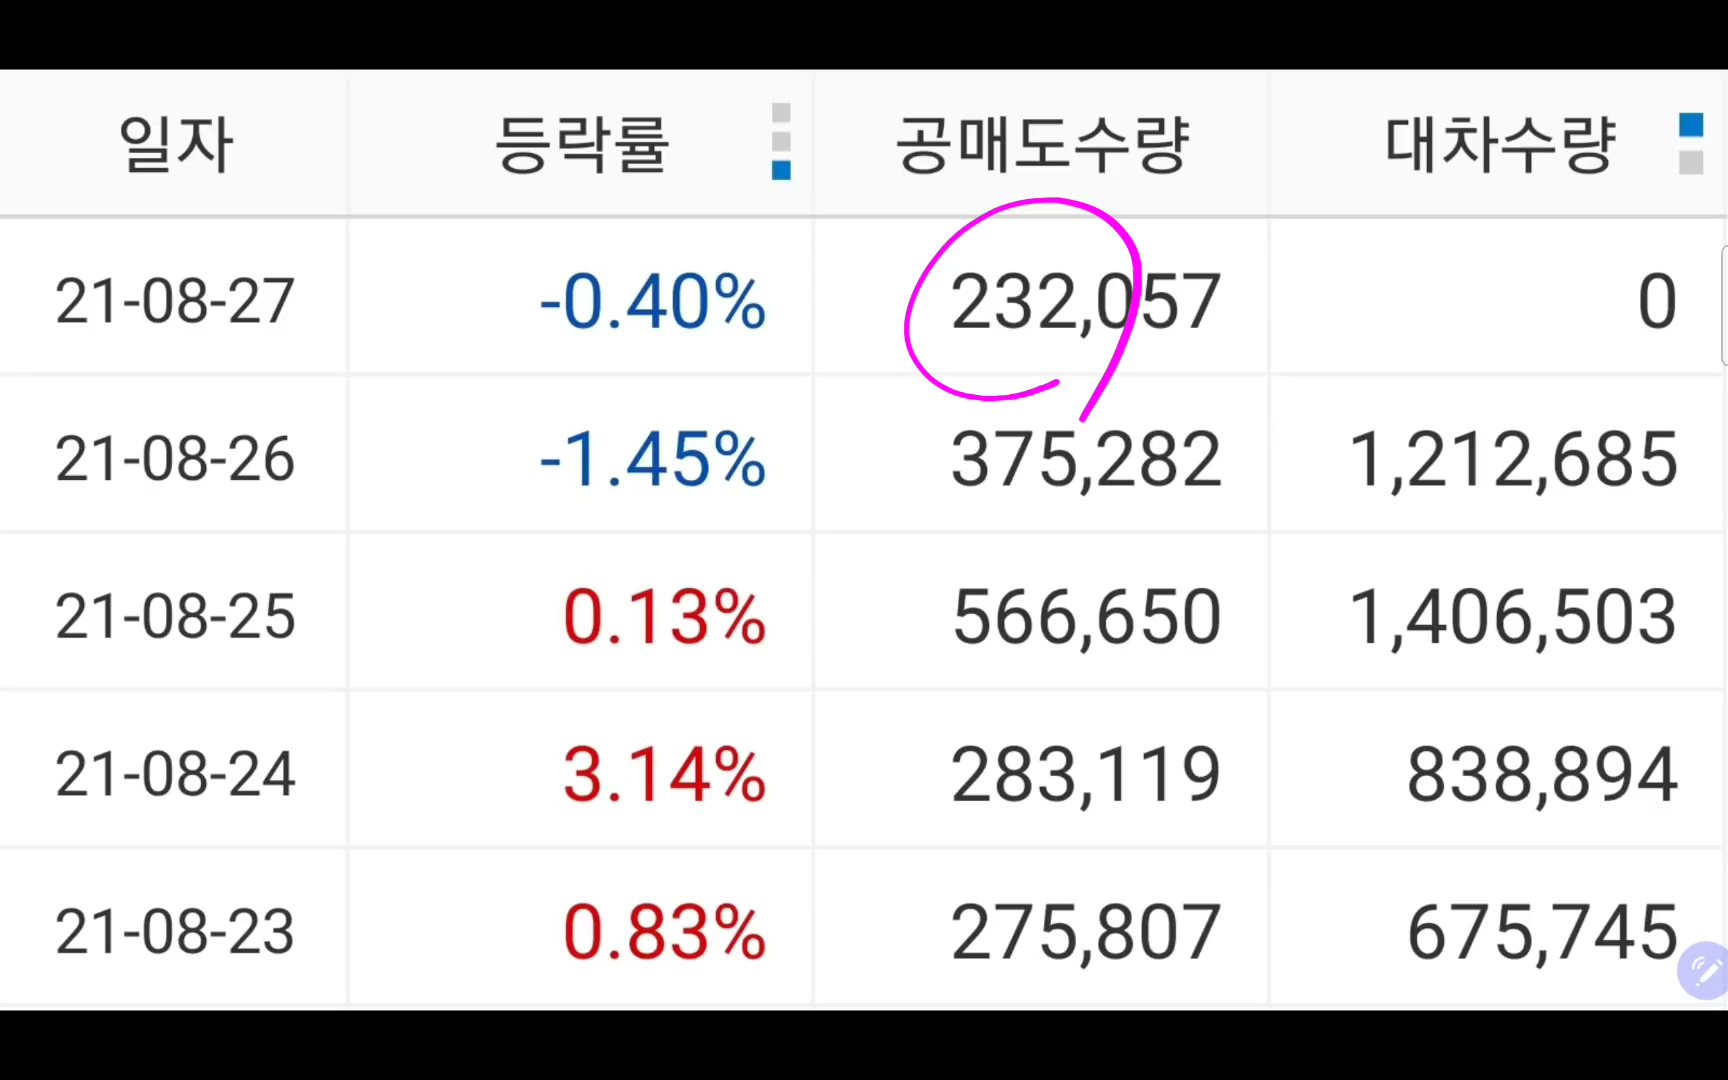 일자 등락률 공매도수량 대차수량
21-08-27 -0.40% 232,057 0
21-08-26 -1.45% 375,282 1,212,685
21-08-25 0.13% 566,650 1,406,503
21-08-24 3.14% 283,119 838,894
21-08-23 0.83% 275,807 675,745